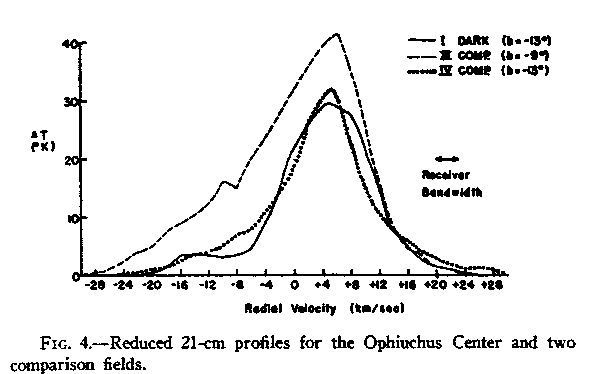 40
30
20
10
0
ΔT
(°K)
I DARK (b=-13°)
III COMP. (b=-9°)
IV COMP. (b=-13°)
Receiver
Bandwidth
-28 -24 -20 -16 -12 -8 -4 0 +4 +8 +12 +16 +20 +24 +28
Radial Velocity (km/sec)
FIG. 4.—Reduced 21-cm profiles for the Ophiuchus Center and two
comparison fields.